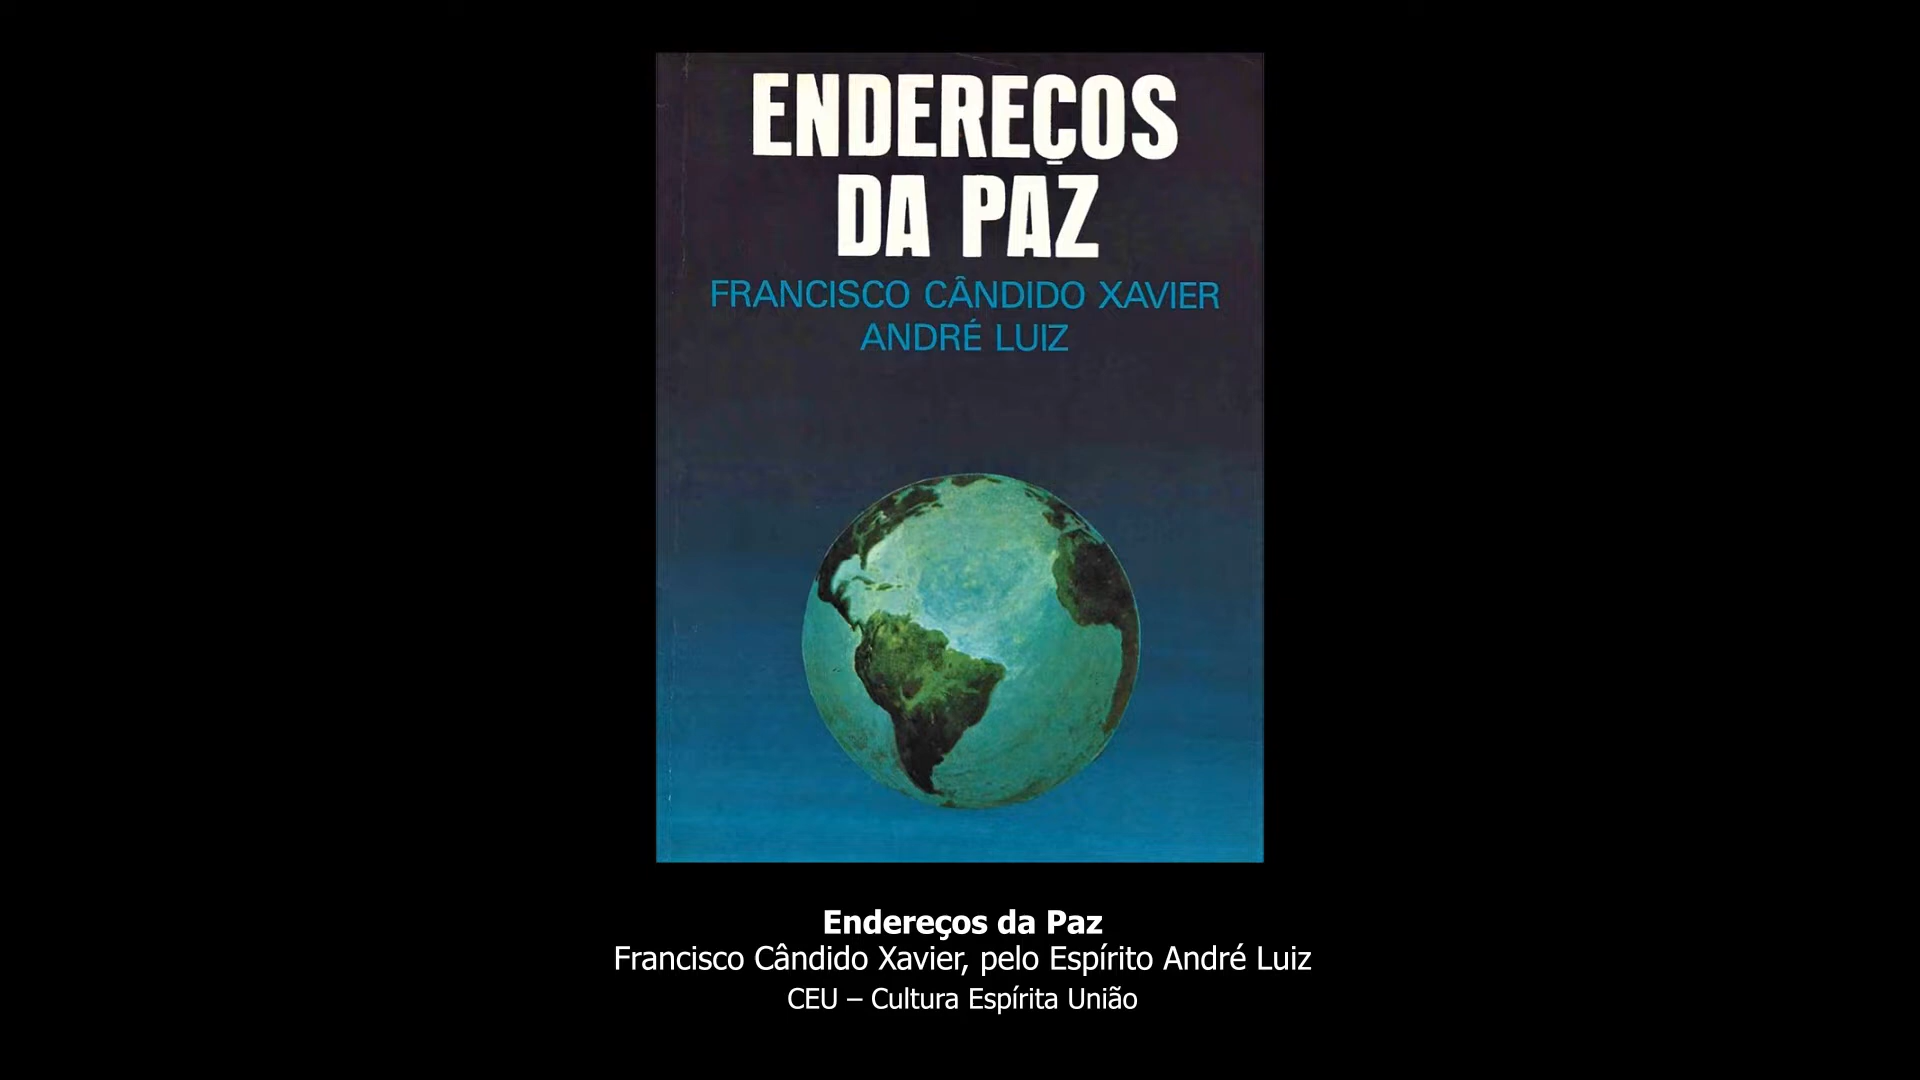 ENDEREÇOS
DA PAZ
FRANCISCO CÂNDIDO XAVIER
ANDRÉ LUIZ
Endereços da Paz
Francisco Cândido Xavier, pelo Espírito André Luiz
CEU – Cultura Espírita União